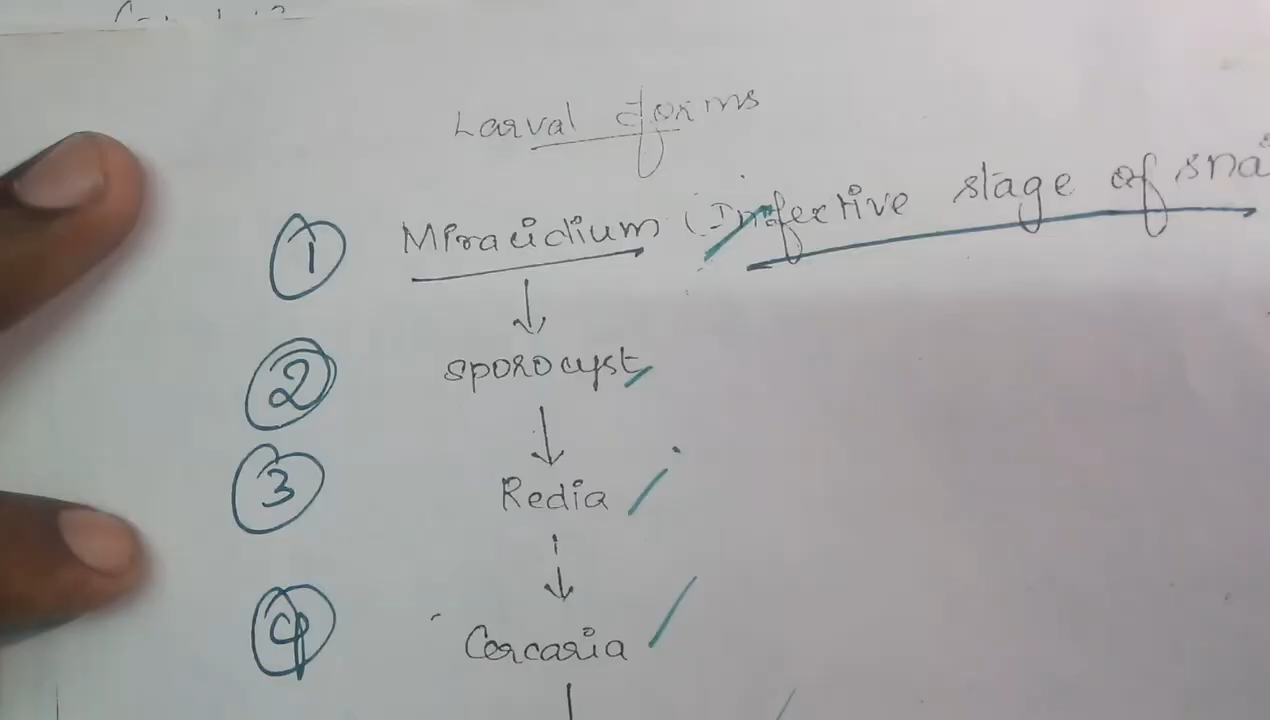 Larval forms
1 Miracidium (Infective stage of sna
2 Sporocyst
3 Redia
4 Cercaria